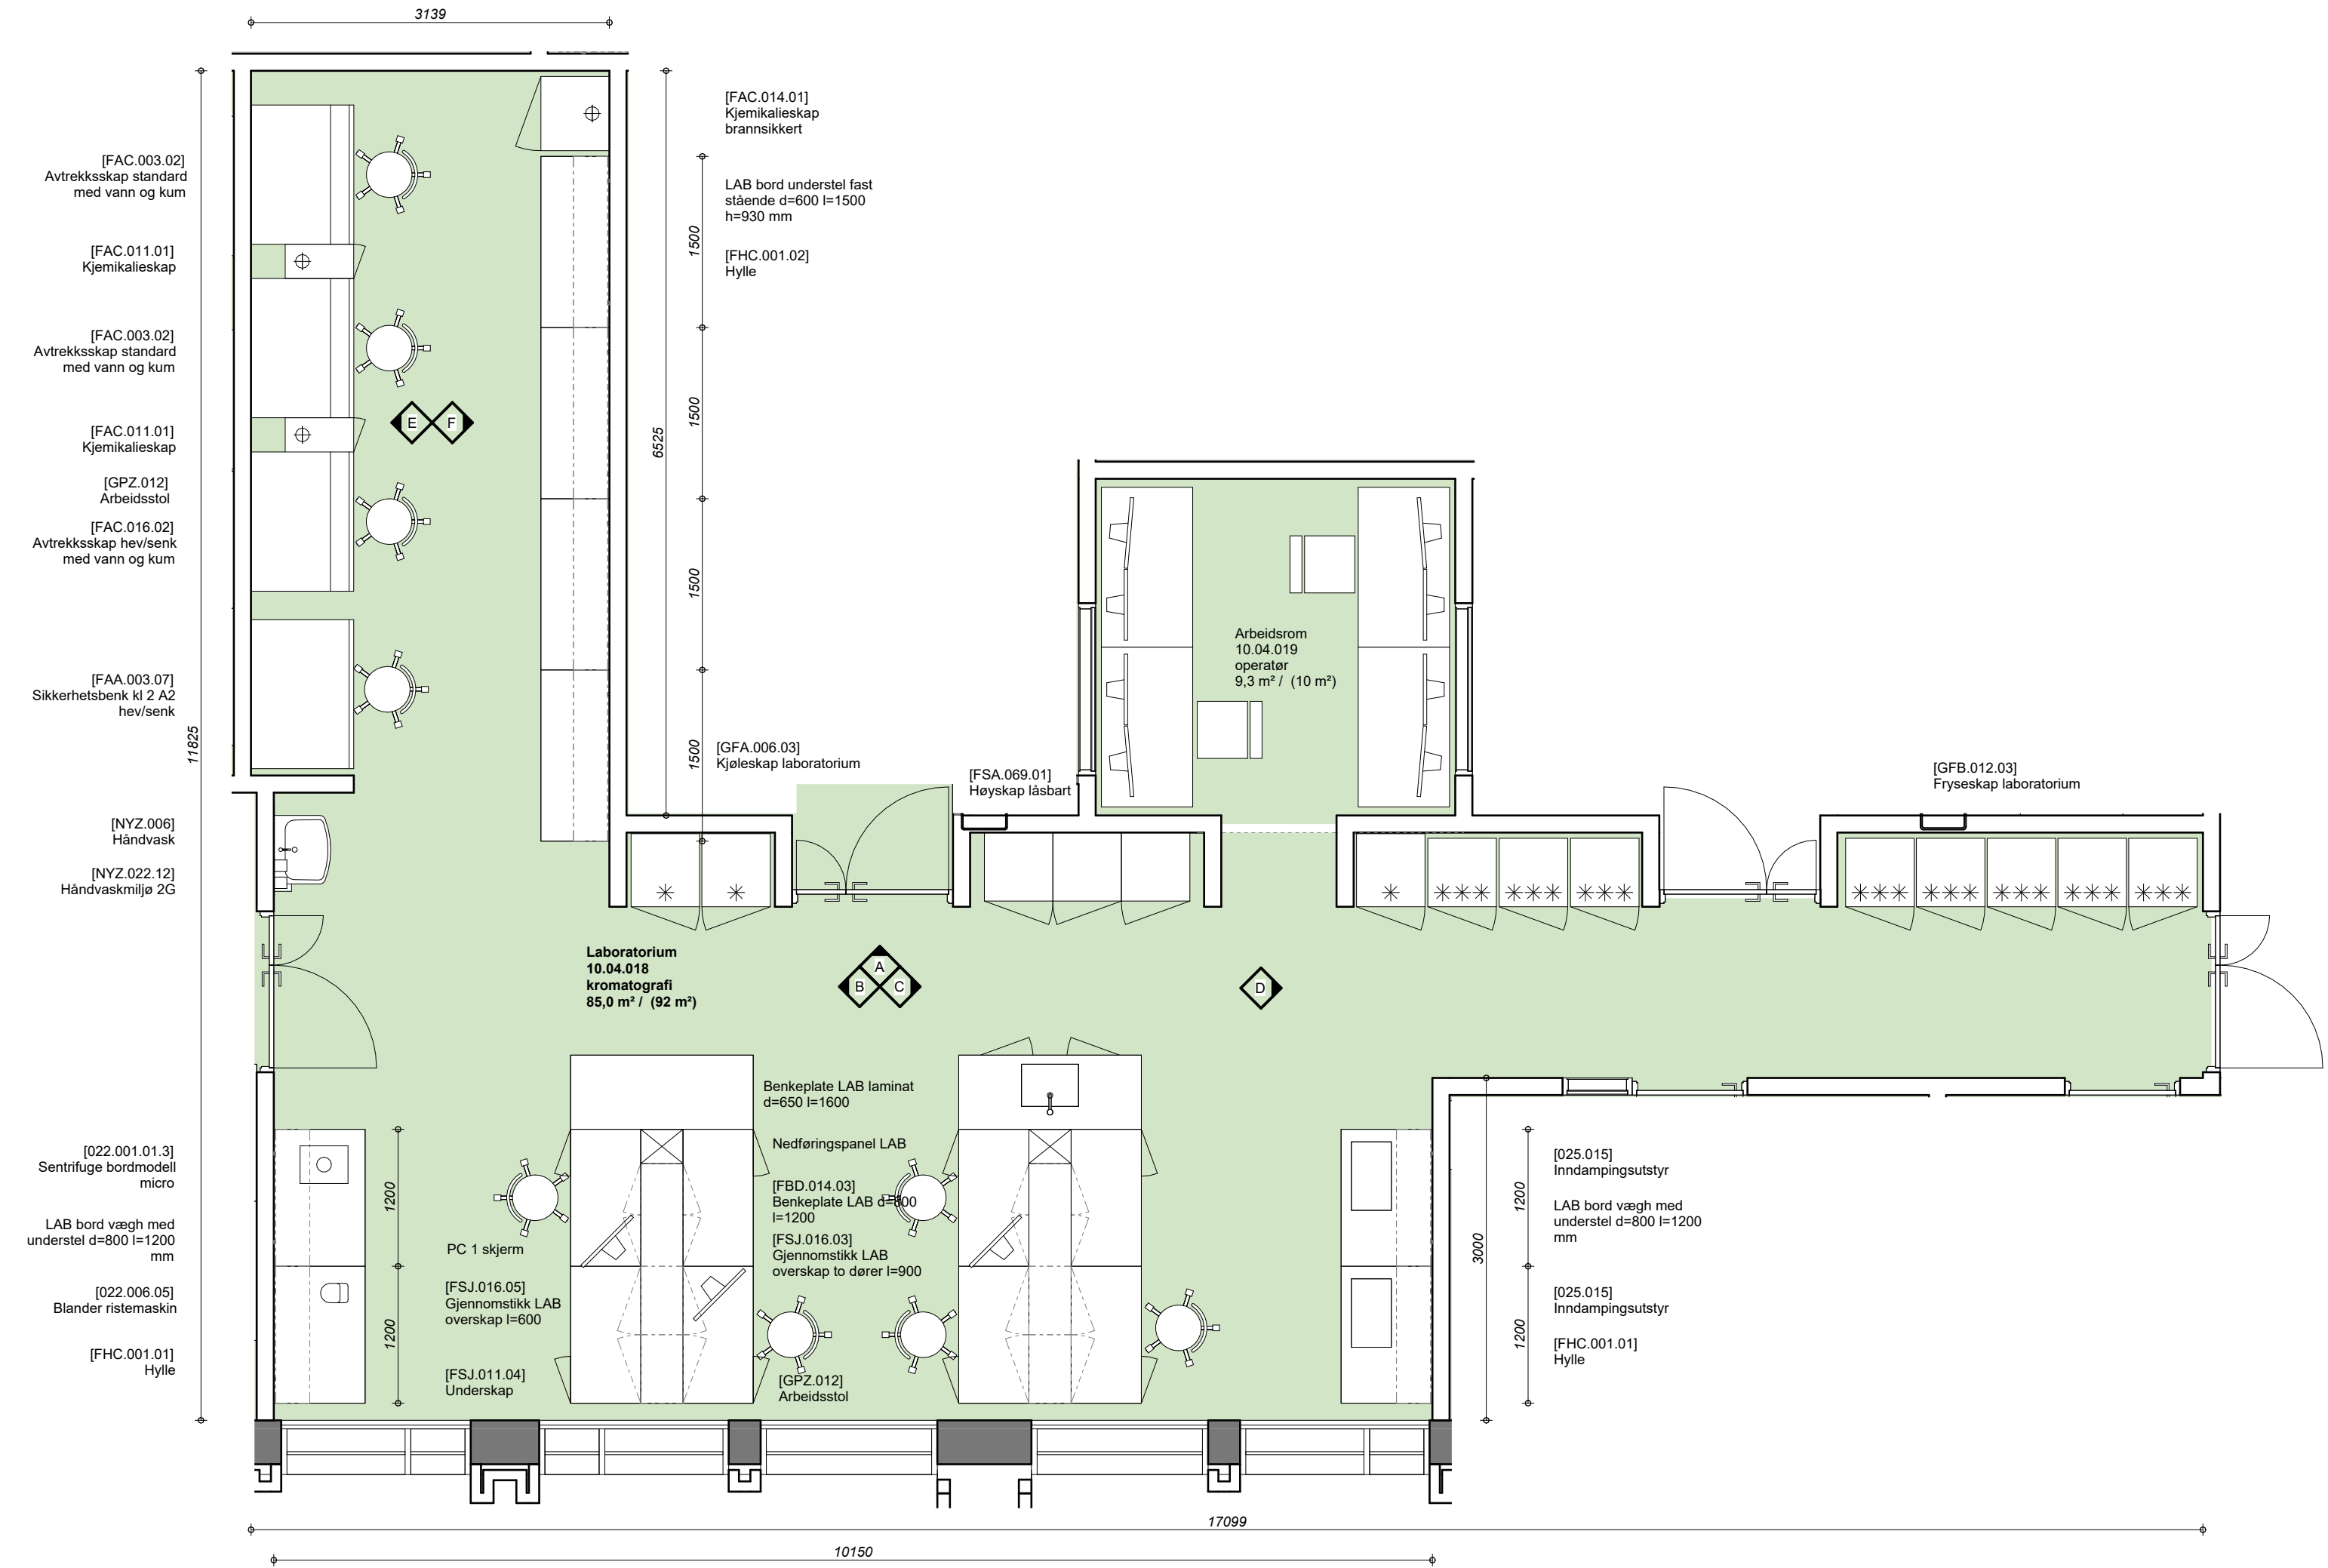 3139
[FAC.014.01]
Kjemikalieskap
brannsikkert
[FAC.003.02]
Avtrekksskap standard
med vann og kum
LAB bord understel fast
stående d=600 l=1500
h=930 mm
[FAC.011.01]
Kjemikalieskap
1500
[FHC.001.02]
Hylle
[FAC.003.02]
Avtrekksskap standard
med vann og kum
E
F
1500
6525
[FAC.011.01]
Kjemikalieskap
[GPZ.012]
Arbeidsstol
[FAC.016.02]
Avtrekksskap hev/senk
med vann og kum
1500
Arbeidsrom
10.04.019
operatør
9,3 m² / (10 m²)
[FAA.003.07]
Sikkerhetsbenk kl 2 A2
hev/senk
11825
1500
[GFA.006.03]
Kjøleskap laboratorium
[FSA.069.01]
Høyskap låsbart
[GFB.012.03]
Fryseskap laboratorium
[NYZ.006]
Håndvask
[NYZ.022.12]
Håndvaskmiljø 2G
Laboratorium
10.04.018
kromatografi
85,0 m² / (92 m²)
A
B
C
D
Benkeplate LAB laminat
d=650 l=1600
Nedføringspanel LAB
[022.001.01.3]
Sentrifuge bordmodell
micro
1200
[FBD.014.03]
Benkeplate LAB d=800
l=1200
[025.015]
Inndampingsutstyr
1200
LAB bord vægh med
understel d=800 l=1200
mm
LAB bord vægh med
understel d=800 l=1200
mm
PC 1 skjerm
[FSJ.016.03]
Gjennomstikk LAB
overskap to dører l=900
3000
[022.006.05]
Blander ristemaskin
1200
[FSJ.016.05]
Gjennomstikk LAB
overskap l=600
[025.015]
Inndampingsutstyr
1200
[FHC.001.01]
Hylle
[FSJ.011.04]
Underskap
[GPZ.012]
Arbeidsstol
[FHC.001.01]
Hylle
17099
10150